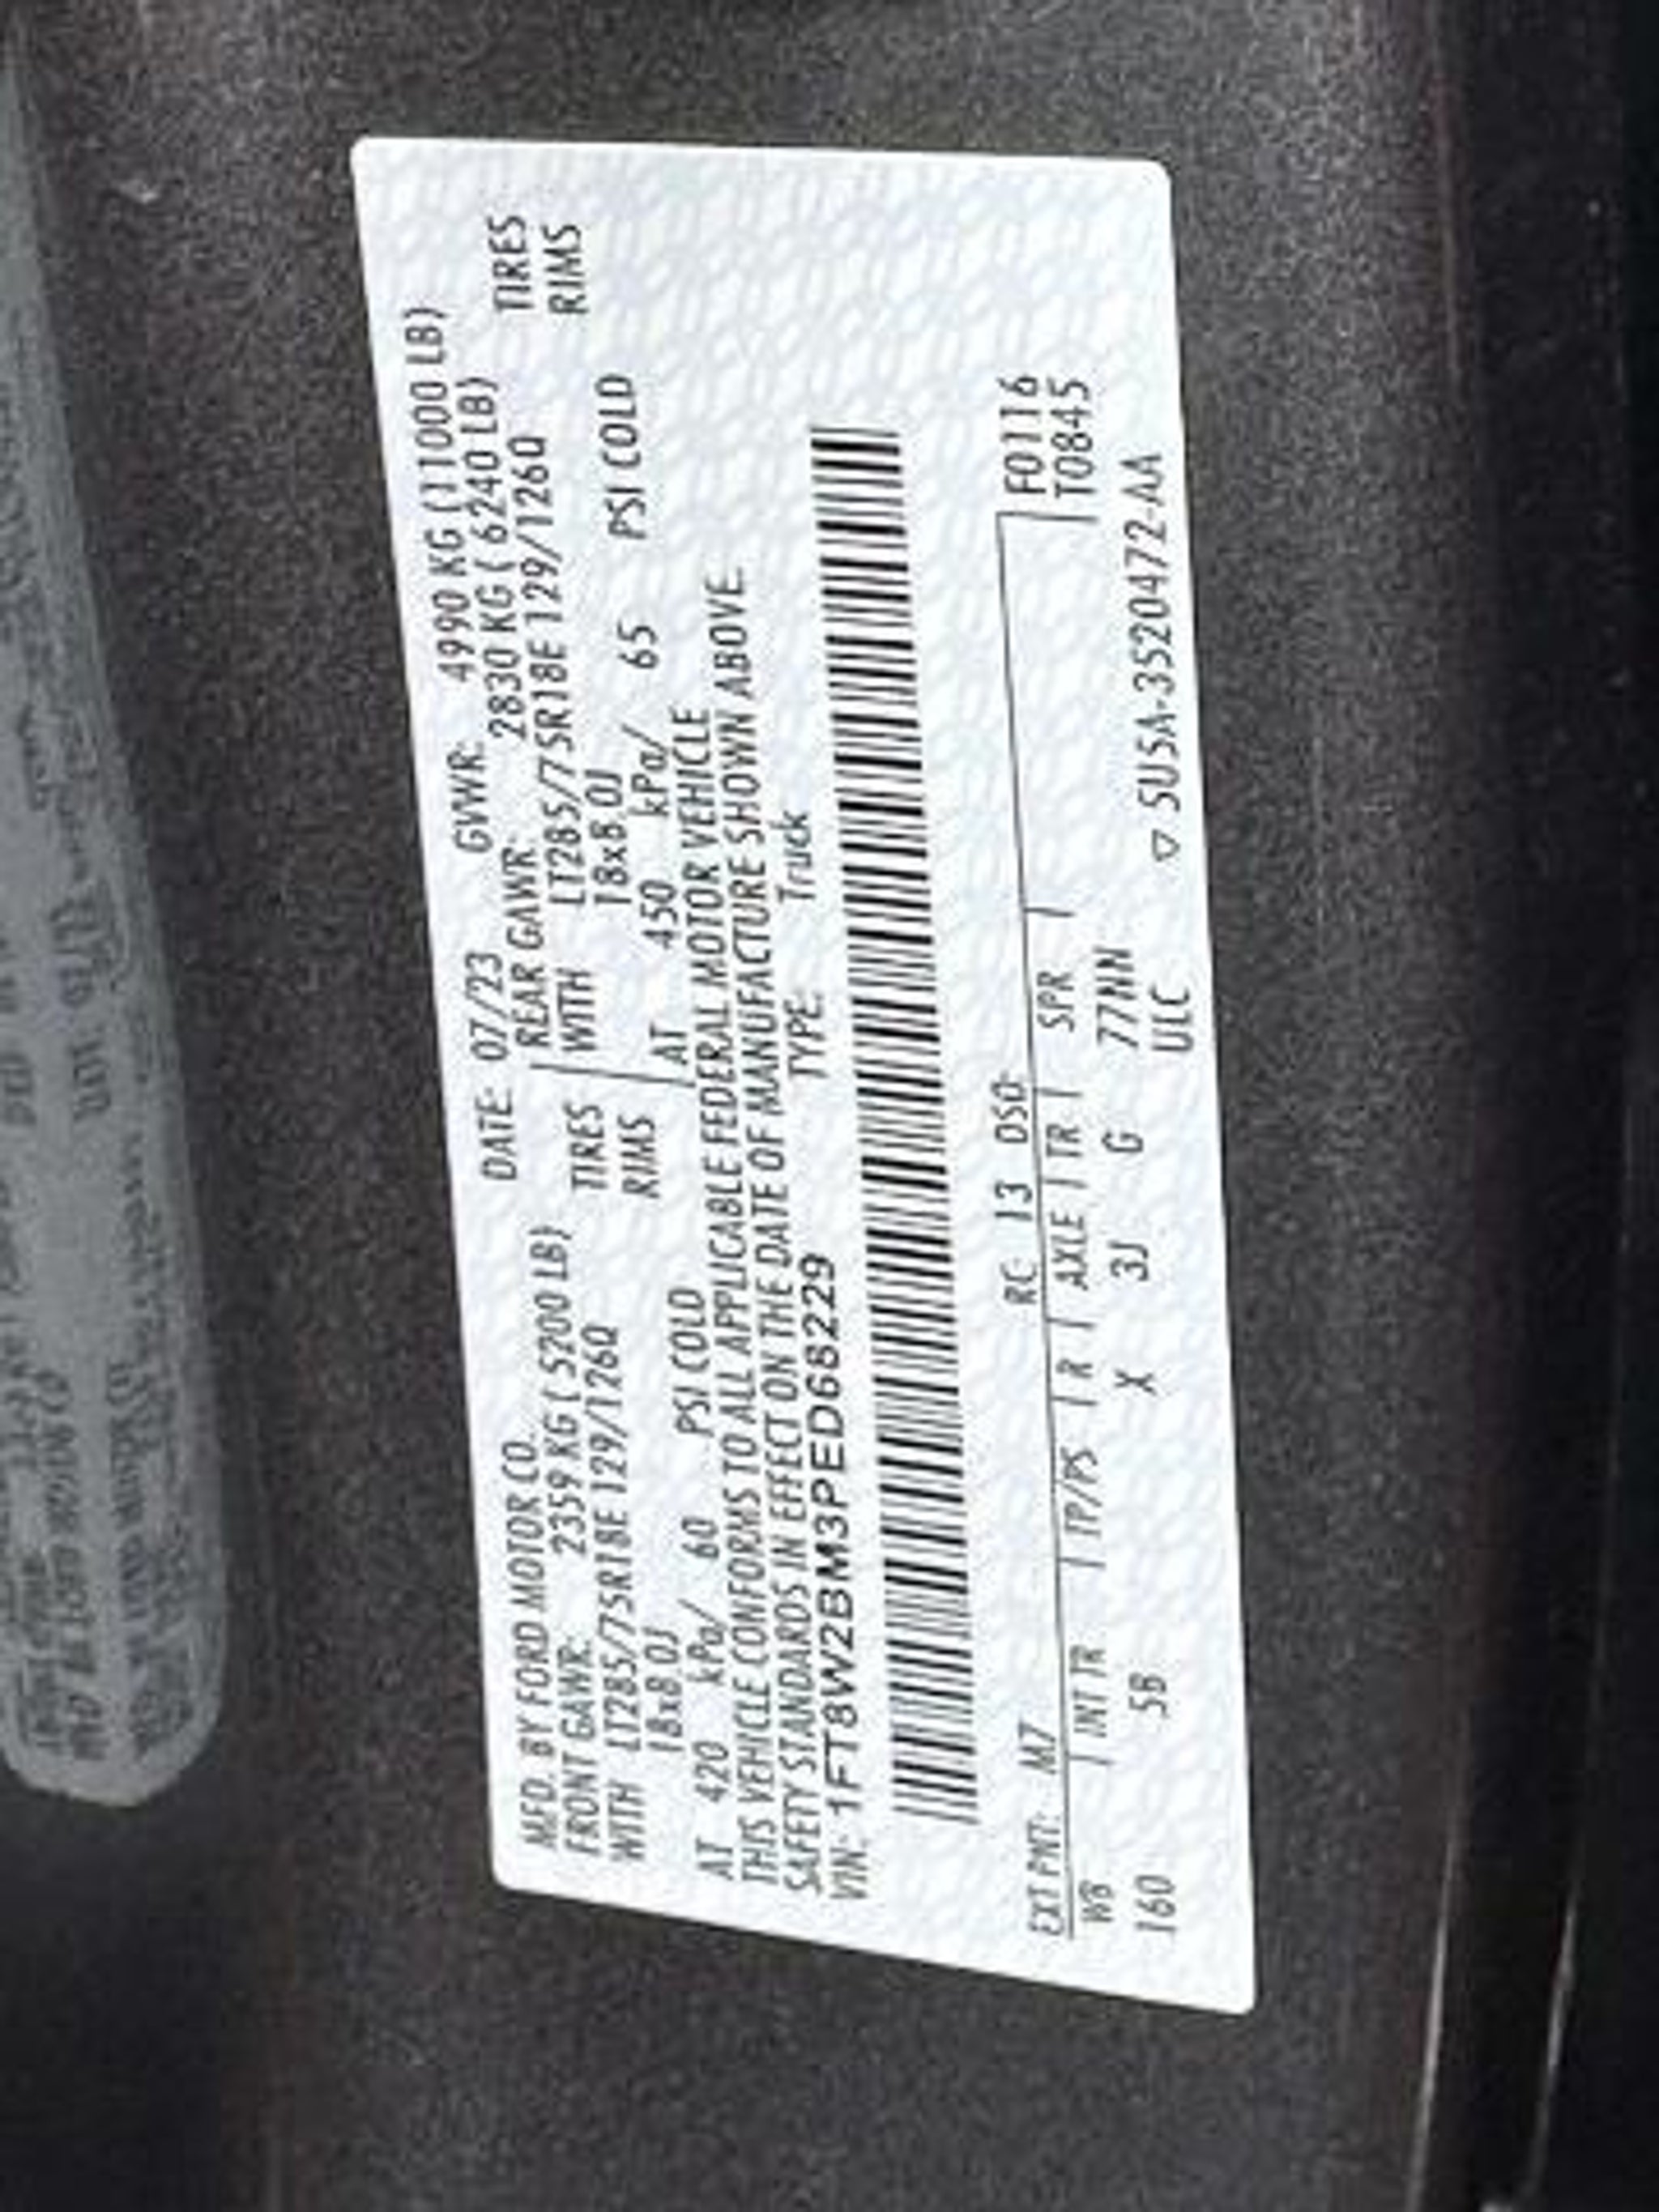 MFD. BY FORD MOTOR CO. DATE: 07/23 GVWR: 4990 KG (11000 LB)
FRONT GAWR: 2359 KG ( 5200 LB) REAR GAWR: 2830 KG ( 6240 LB)
WITH LT285/75R18E 129/126Q TIRES WITH LT285/75R18E 129/126Q TIRES
18x8.0J RIMS 18x8.0J RIMS
AT 420 kPa/ 60 PSI COLD AT 450 kPa/ 65 PSI COLD
THIS VEHICLE CONFORMS TO ALL APPLICABLE FEDERAL MOTOR VEHICLE
SAFETY STANDARDS IN EFFECT ON THE DATE OF MANUFACTURE SHOWN ABOVE.
VIN: 1FT8W2BM3PED68229 TYPE: Truck
EXT PNT: M7 RC: 13 DSO: F0116
WB | INT TR | TP/PS | R | AXLE | TR | SPR | T0845
160 5B X 3J G 77NN
ULC ▽ SU5A-3520472-AA